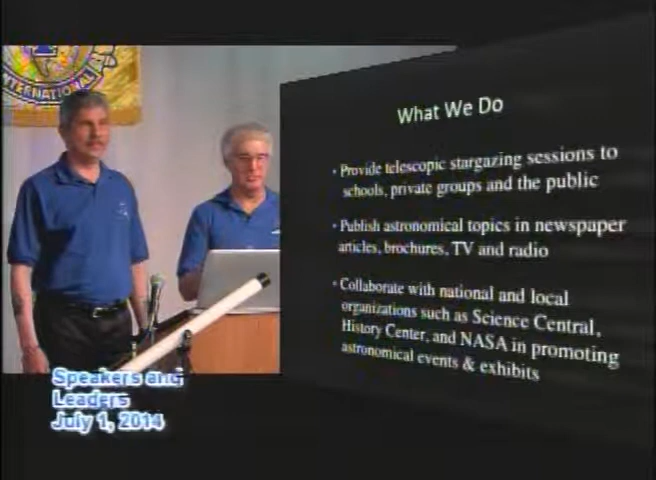 INTERNATIONAL
What We Do
• Provide telescopic stargazing sessions to
schools, private groups and the public
• Publish astronomical topics in newspaper
articles, brochures, TV and radio
• Collaborate with national and local
organizations such as Science Central,
History Center, and NASA in promoting
astronomical events & exhibits
Speakers and
Leaders
July 1, 2014